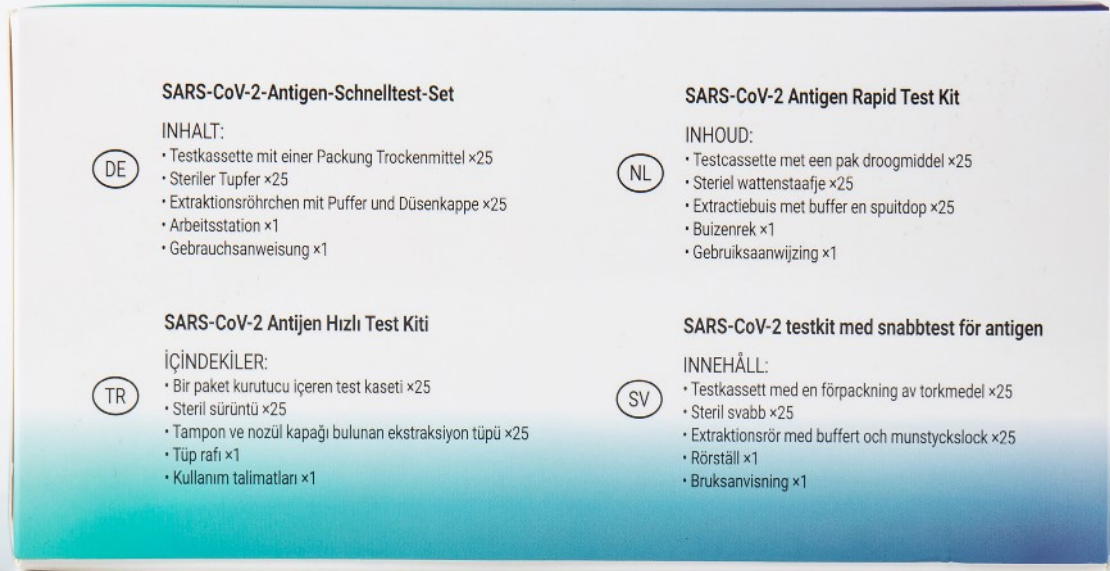 SARS-CoV-2-Antigen-Schnelltest-Set
DE
INHALT:
• Testkassette mit einer Packung Trockenmittel ×25
• Steriler Tupfer ×25
• Extraktionsröhrchen mit Puffer und Düsenkappe ×25
• Arbeitsstation ×1
• Gebrauchsanweisung ×1
SARS-CoV-2 Antigen Rapid Test Kit
NL
INHOUD:
• Testcassette met een pak droogmiddel ×25
• Steriel wattenstaafje ×25
• Extractiebuis met buffer en spuitdop ×25
• Buizenrek ×1
• Gebruiksaanwijzing ×1
SARS-CoV-2 Antijen Hızlı Test Kiti
TR
İÇİNDEKİLER:
• Bir paket kurutucu içeren test kaseti ×25
• Steril sürüntü ×25
• Tampon ve nozül kapağı bulunan ekstraksiyon tüpü ×25
• Tüp rafı ×1
• Kullanım talimatları ×1
SARS-CoV-2 testkit med snabbtest för antigen
SV
INNEHÅLL:
• Testkassett med en förpackning av torkmedel ×25
• Steril svabb ×25
• Extraktionsrör med buffert och munstyckslock ×25
• Rörställ ×1
• Bruksanvisning ×1